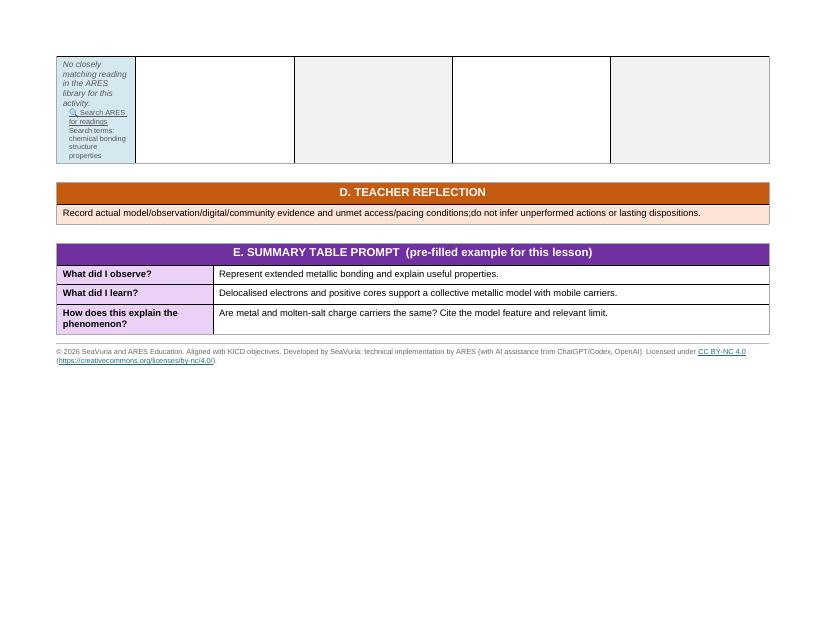 No closely
matching reading
in the ARES
library for this
activity.
🔍 Search ARES
for readings
Search terms:
chemical bonding
structure
properties
D. TEACHER REFLECTION
Record actual model/observation/digital/community evidence and unmet access/pacing conditions;do not infer unperformed actions or lasting dispositions.
E. SUMMARY TABLE PROMPT  (pre-filled example for this lesson)
What did I observe? Represent extended metallic bonding and explain useful properties.
What did I learn? Delocalised electrons and positive cores support a collective metallic model with mobile carriers.
How does this explain the Are metal and molten-salt charge carriers the same? Cite the model feature and relevant limit.
phenomenon?
© 2026 SeaVuria and ARES Education. Aligned with KICD objectives. Developed by SeaVuria; technical implementation by ARES (with AI assistance from ChatGPT/Codex, OpenAI). Licensed under CC BY-NC 4.0
(https://creativecommons.org/licenses/by-nc/4.0/).